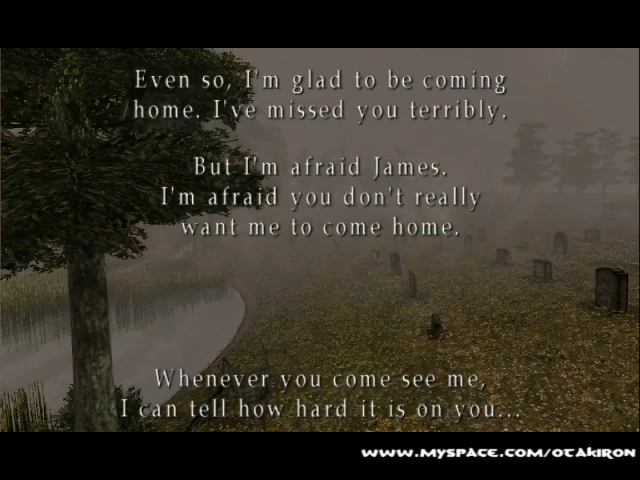 Even so, I'm glad to be coming
home. I've missed you terribly.
But I'm afraid James.
I'm afraid you don't really
want me to come home.
Whenever you come see me,
I can tell how hard it is on you...
www.myspace.com/otakiron